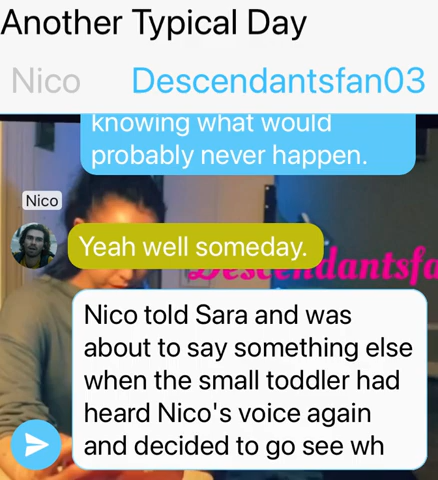 Another Typical Day
Nico Descendantsfan03
knowing what would
probably never happen.
Nico
Yeah well someday.
Descendantsfa
Nico told Sara and was
about to say something else
when the small toddler had
heard Nico's voice again
and decided to go see wh